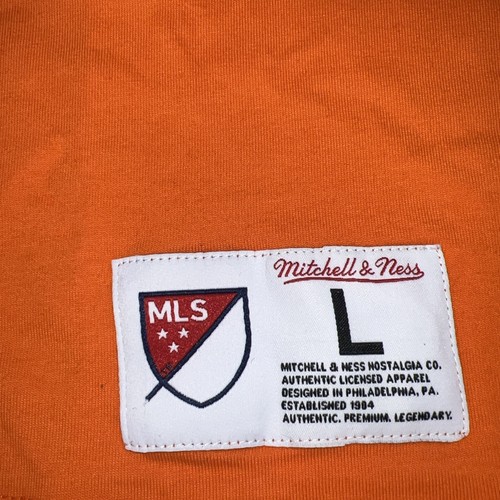 MLS
Mitchell & Ness
L
MITCHELL & NESS NOSTALGIA CO.
AUTHENTIC LICENSED APPAREL
DESIGNED IN PHILADELPHIA, PA.
ESTABLISHED 1984
AUTHENTIC. PREMIUM. LEGENDARY.